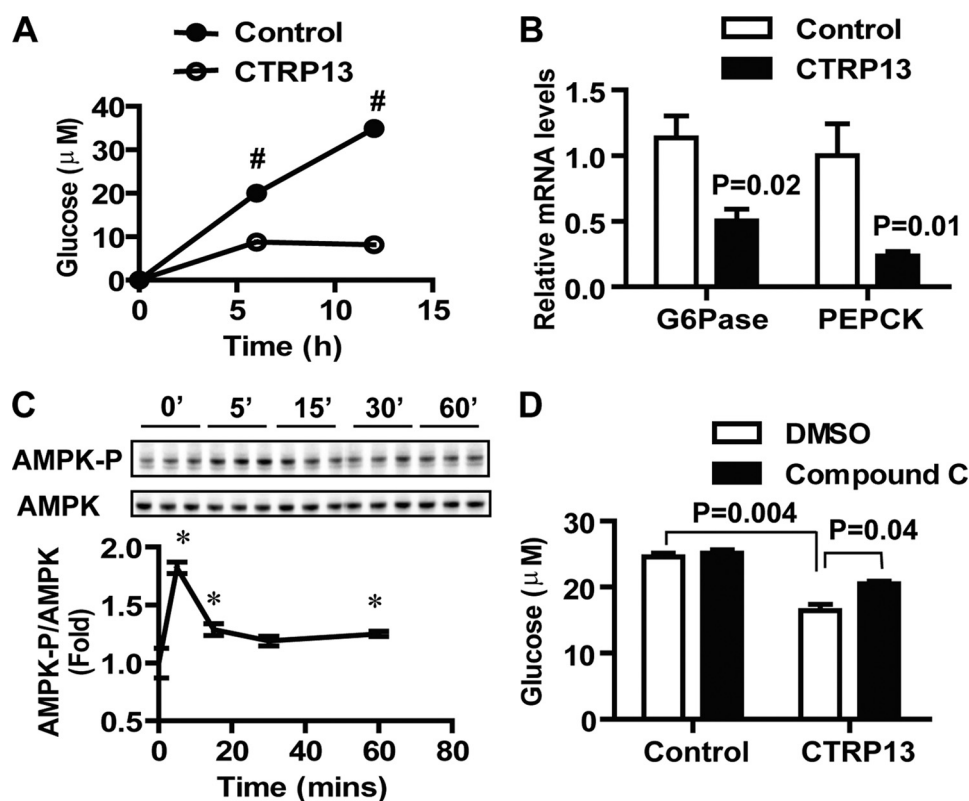 A
Control
CTRP13
Glucose (μM)
40
30
20
10
0
#
#
0 5 10 15
Time (h)
B
Control
CTRP13
Relative mRNA levels
1.5
1.0
0.5
0.0
P=0.02
P=0.01
G6Pase PEPCK
C
0’ 5’ 15’ 30’ 60’
AMPK-P
AMPK
AMPK-P/AMPK
(Fold)
2.0
1.5
1.0
0.5
*
*
*
0 20 40 60 80
Time (mins)
D
DMSO
Compound C
Glucose (μM)
30
20
10
0
P=0.004
P=0.04
Control CTRP13